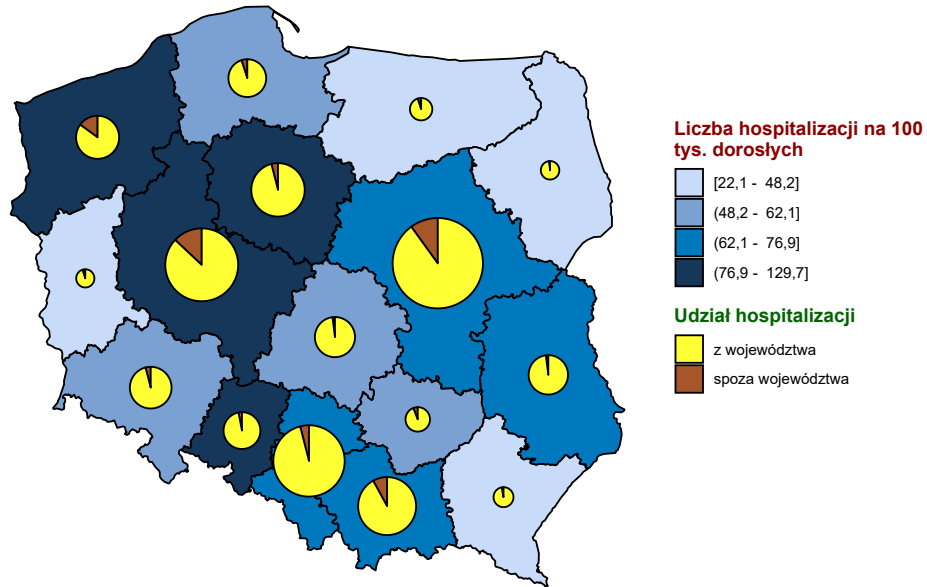 Liczba hospitalizacji na 100
tys. dorosłych
[22,1 - 48,2]
(48,2 - 62,1]
(62,1 - 76,9]
(76,9 - 129,7]
Udział hospitalizacji
z województwa
spoza województwa